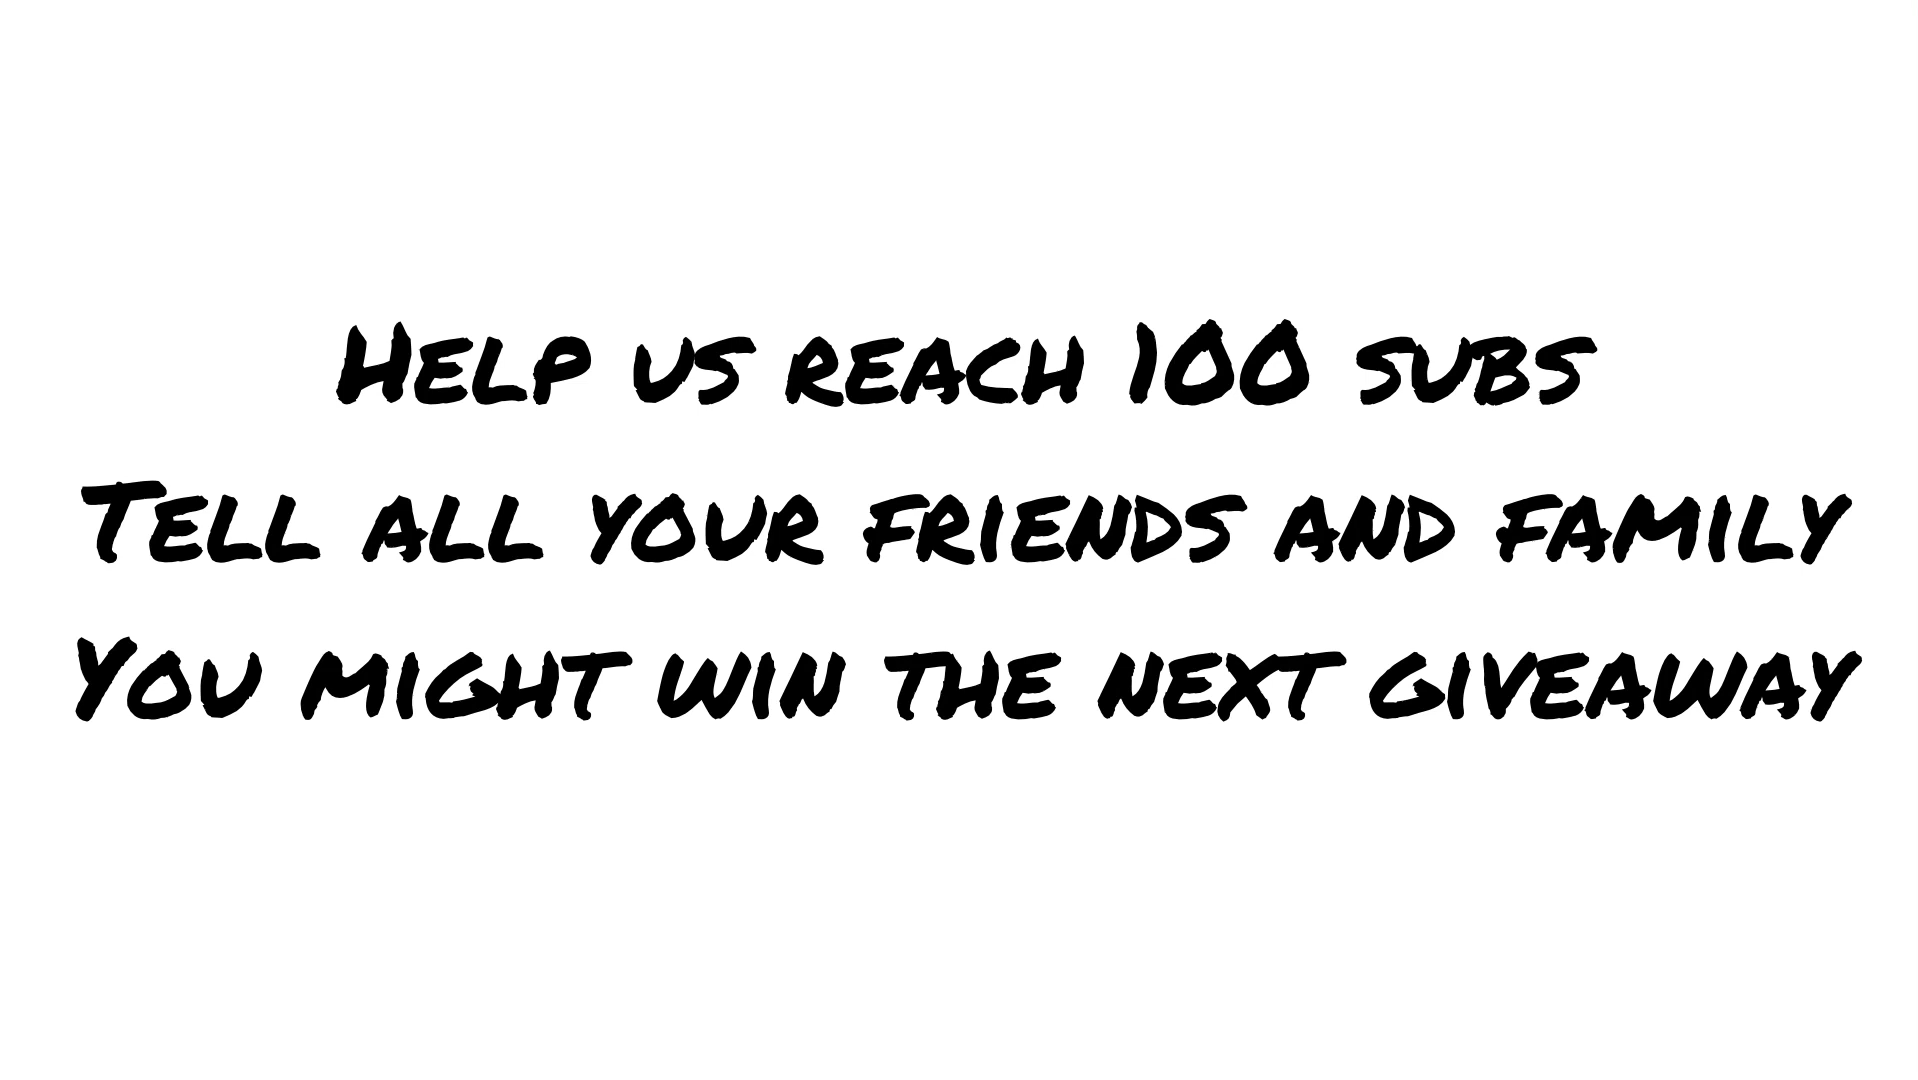 Help us reach 100 subs
Tell all your friends and family
You might win the next giveaway